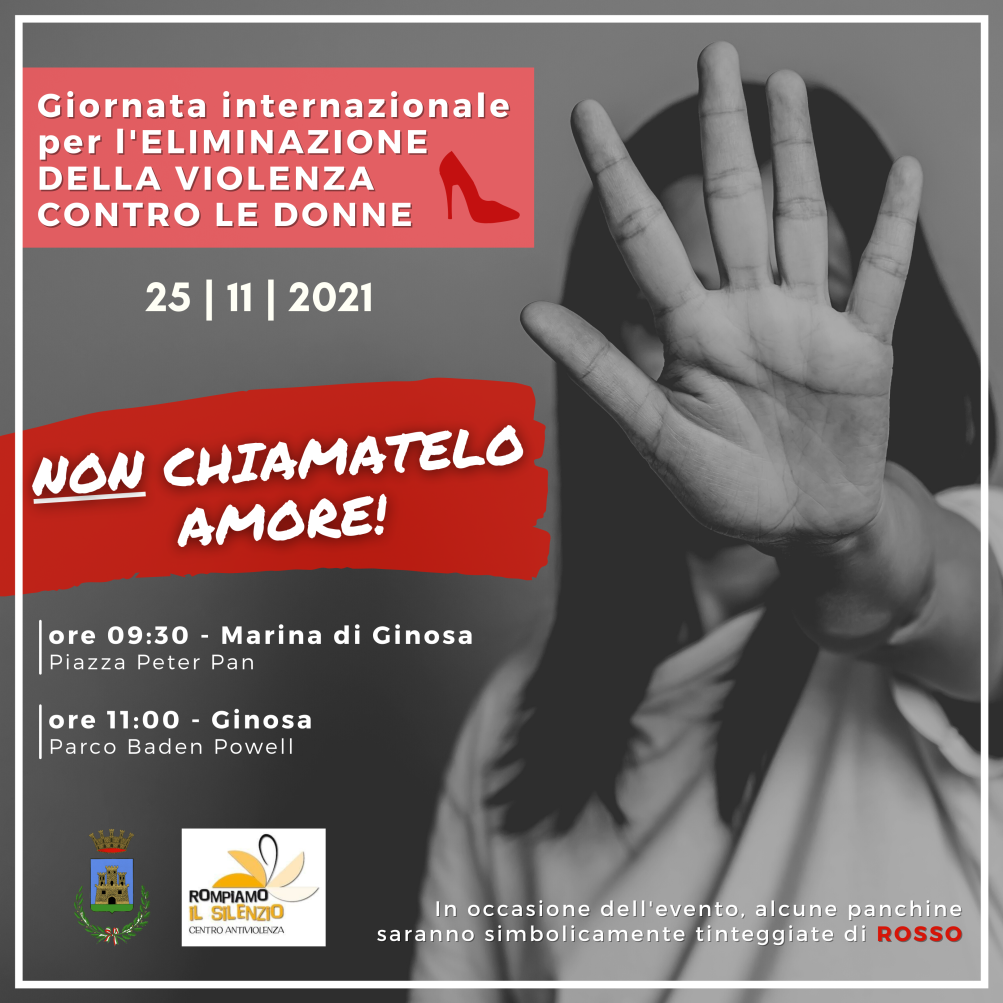 Giornata internazionale
per l'ELIMINAZIONE
DELLA VIOLENZA
CONTRO LE DONNE
25 | 11 | 2021
NON CHIAMATELO
AMORE!
ore 09:30 - Marina di Ginosa
Piazza Peter Pan
ore 11:00 - Ginosa
Parco Baden Powell
ROMPIAMO
IL SILENZIO
CENTRO ANTIVIOLENZA
In occasione dell'evento, alcune panchine
saranno simbolicamente tinteggiate di ROSSO